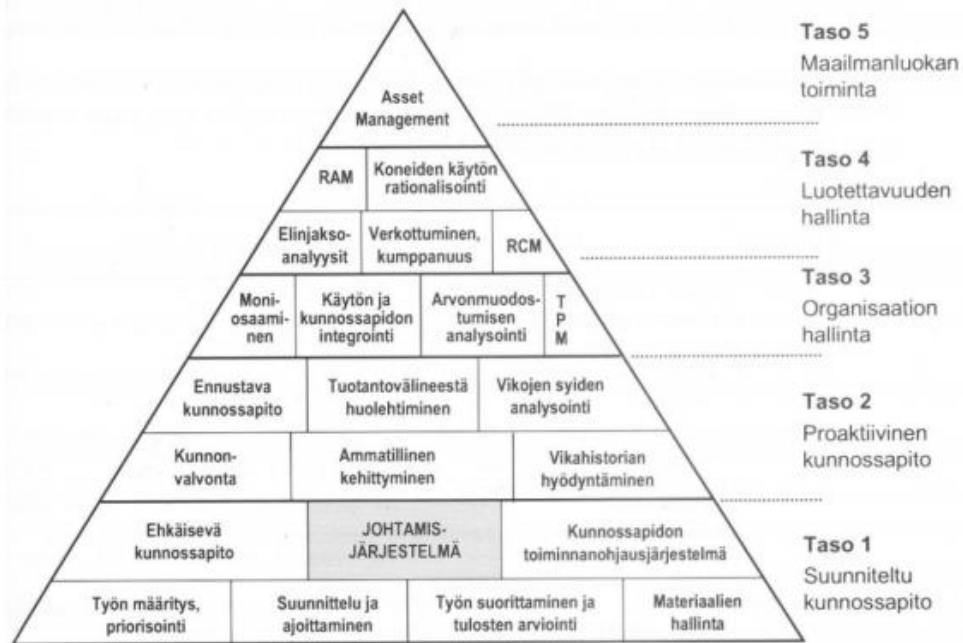 Taso 5
Maailmanluokan
toiminta
Asset
Management
Taso 4
Luotettavuuden
hallinta
RAM
Koneiden käytön
rationalisointi
Elinjakso-
analyysit
Verkottuminen,
kumppanuus
RCM
Taso 3
Organisaation
hallinta
Moni-
osaami-
nen
Käytön ja
kunnossapidon
integrointi
Arvonmuodos-
tumisen
analysointi
T
P
M
Taso 2
Proaktiivinen
kunnossapito
Ennustava
kunnossapito
Tuotantovälineestä
huolehtiminen
Vikojen syiden
analysointi
Kunnon-
valvonta
Ammatillinen
kehittyminen
Vikahistorian
hyödyntäminen
Taso 1
Suunniteltu
kunnossapito
Ehkäisevä
kunnossapito
JOHTAMIS-
JÄRJESTELMÄ
Kunnossapidon
toiminnanohjausjärjestelmä
Työn määritys,
priorisointi
Suunnittelu ja
ajoittaminen
Työn suorittaminen ja
tulosten arviointi
Materiaalien
hallinta